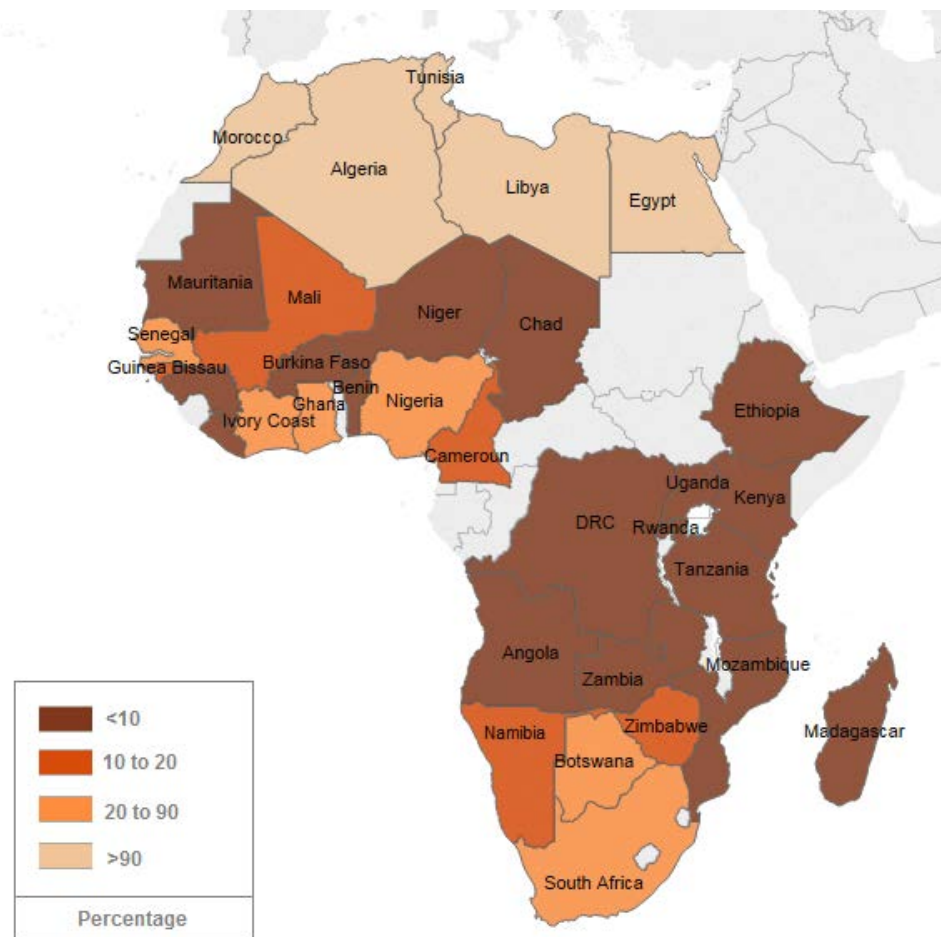 Tunisia
Morocco
Algeria
Libya
Egypt
Mauritania
Mali
Niger
Chad
Senegal
Guinea Bissau
Burkina Faso
Benin
Ghana
Ivory Coast
Nigeria
Cameroun
Ethiopia
Uganda
Kenya
DRC
Rwanda
Tanzania
Angola
Zambia
Mozambique
Namibia
Zimbabwe
Botswana
Madagascar
South Africa
<10
10 to 20
20 to 90
>90
Percentage